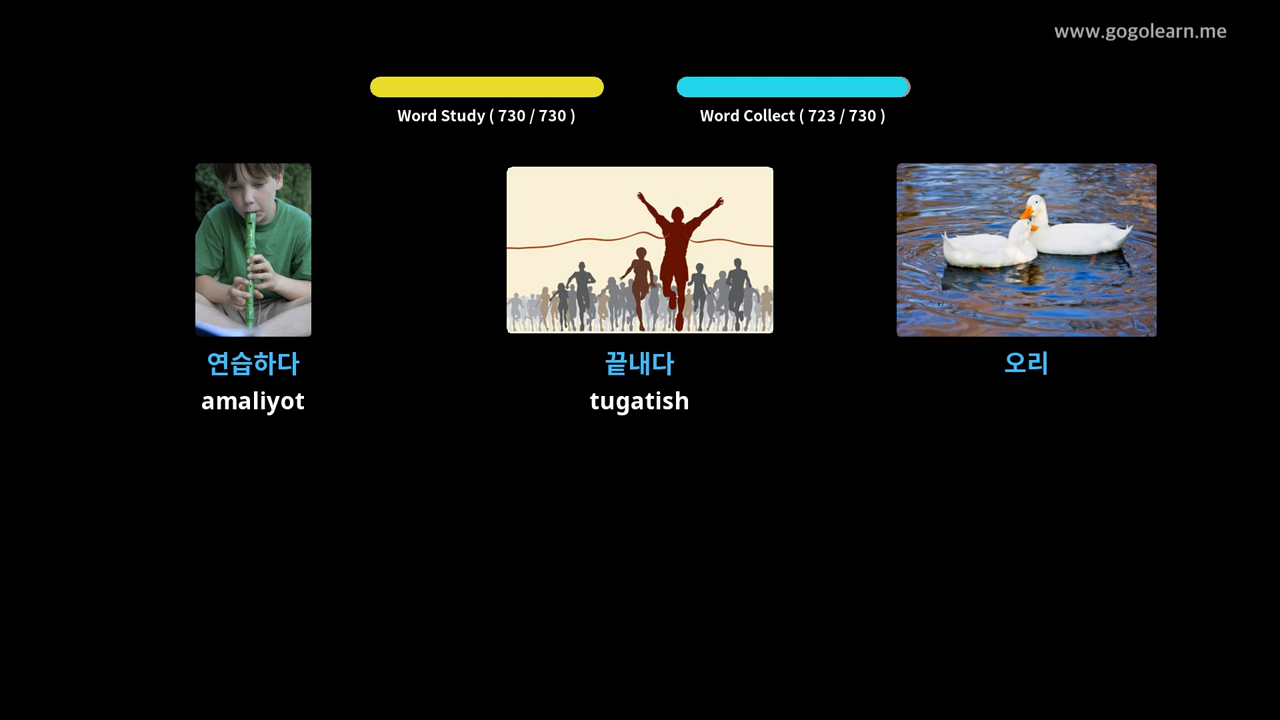 www.gogolearn.me
Word Study ( 730 / 730 )
Word Collect ( 723 / 730 )
연습하다
amaliyot
끝내다
tugatish
오리